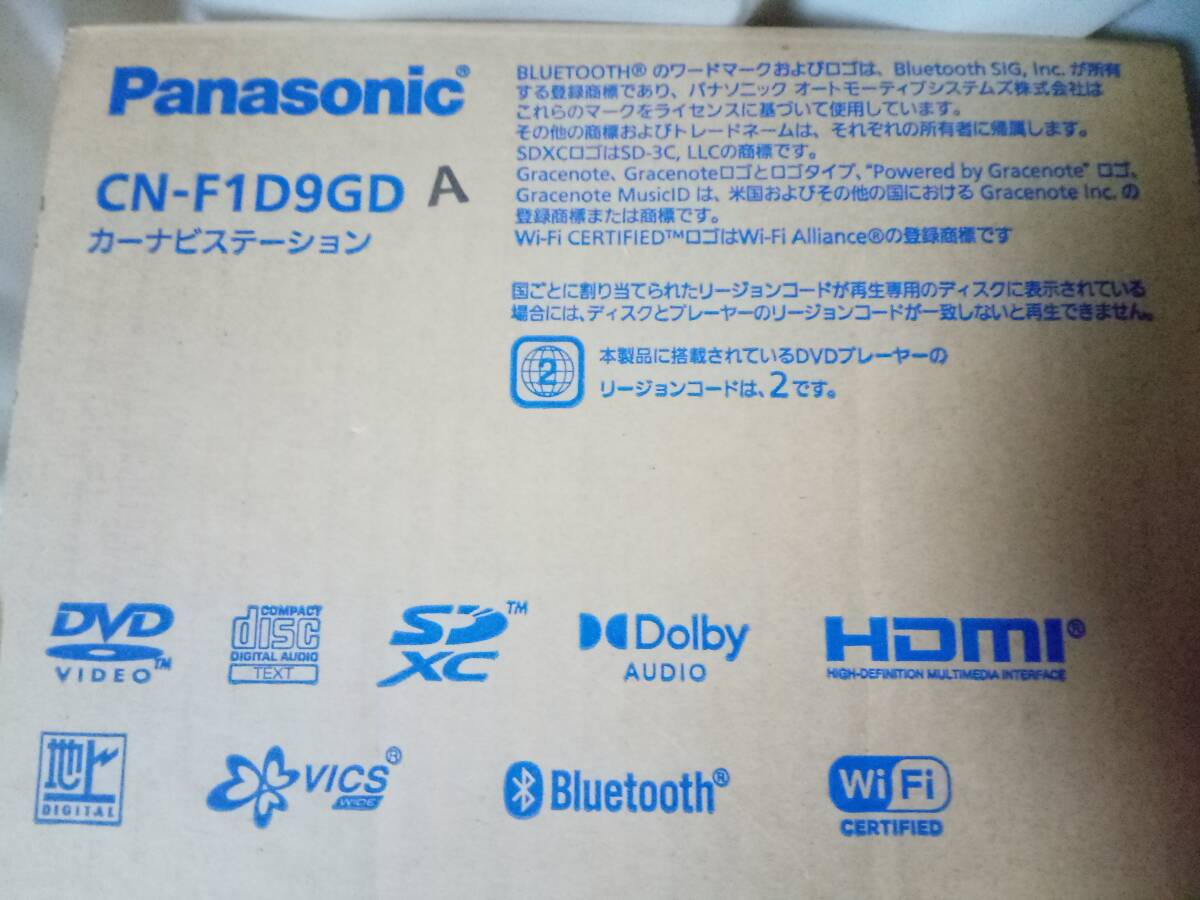 Panasonic®
CN-F1D9GD A
カーナビステーション
BLUETOOTH® のワードマークおよびロゴは、Bluetooth SIG, Inc. が所有
する登録商標であり、パナソニック オートモーティブシステムズ株式会社は
これらのマークをライセンスに基づいて使用しています。
その他の商標およびトレードネームは、それぞれの所有者に帰属します。
SDXCロゴはSD-3C, LLCの商標です。
Gracenote、Gracenoteロゴとロゴタイプ、“Powered by Gracenote” ロゴ、
Gracenote MusicID は、米国およびその他の国における Gracenote Inc. の
登録商標または商標です。
Wi-Fi CERTIFIED™ロゴはWi-Fi Alliance®の登録商標です
国ごとに割り当てられたリージョンコードが再生専用のディスクに表示されている
場合には、ディスクとプレーヤーのリージョンコードが一致しないと再生できません。
2
本製品に搭載されているDVDプレーヤーの
リージョンコードは、2です。
DVD
VIDEO™
COMPACT
disc
DIGITAL AUDIO
TEXT
SD™
XC
Dolby
AUDIO
HDMI®
HIGH-DEFINITION MULTIMEDIA INTERFACE
地上
DIGITAL
VICS®
WIDE
Bluetooth®
Wi Fi
CERTIFIED